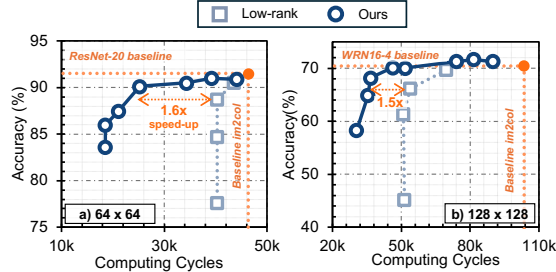 Low-rank Ours
95
90
85
80
75
Accuracy (%)
ResNet-20 baseline
1.6x
speed-up
Baseline im2col
a) 64 x 64
10k 30k 50k
Computing Cycles
80
70
60
50
40
Accuracy(%)
WRN16-4 baseline
1.5x
Baseline im2col
b) 128 x 128
20k 50k 80k 110k
Computing Cycles